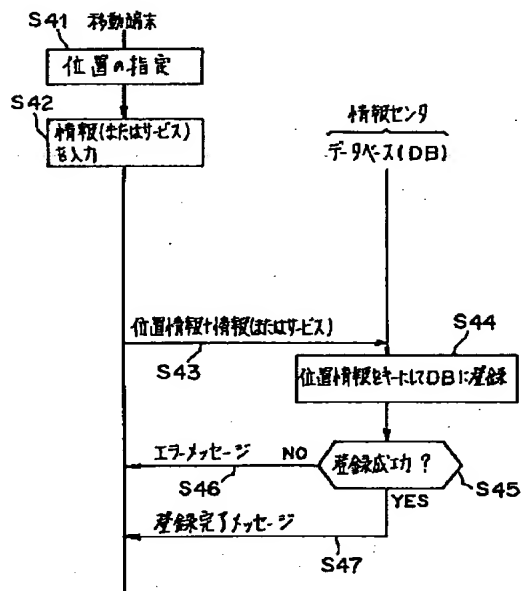 S41 移動端末
位置の指定
S42
情報(またはサービス)
を入力
情報センタ
データベース(DB)
位置情報+情報(またはサービス)
S43
S44
位置情報をキーにしてDBに登録
エラーメッセージ
NO
登録成功?
S46
S45
YES
登録完了メッセージ
S47